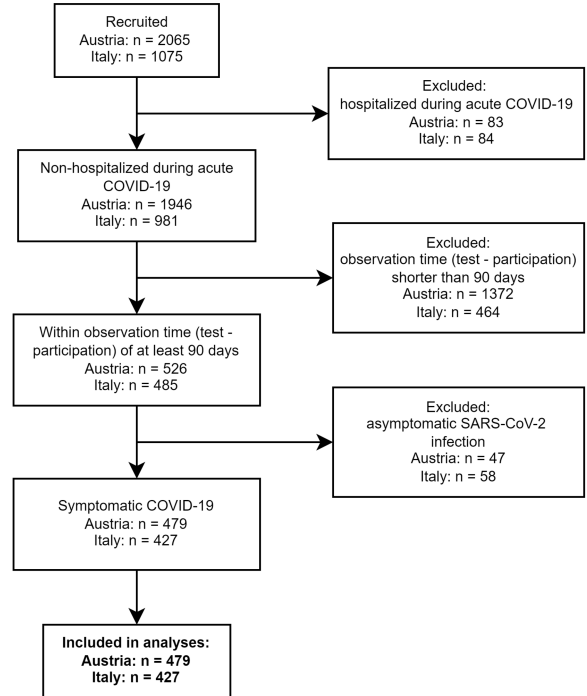 Recruited
Austria: n = 2065
Italy: n = 1075
Excluded:
hospitalized during acute COVID-19
Austria: n = 83
Italy: n = 84
Non-hospitalized during acute
COVID-19
Austria: n = 1946
Italy: n = 981
Excluded:
observation time (test - participation)
shorter than 90 days
Austria: n = 1372
Italy: n = 464
Within observation time (test -
participation) of at least 90 days
Austria: n = 526
Italy: n = 485
Excluded:
asymptomatic SARS-CoV-2
infection
Austria: n = 47
Italy: n = 58
Symptomatic COVID-19
Austria: n = 479
Italy: n = 427
Included in analyses:
Austria: n = 479
Italy: n = 427